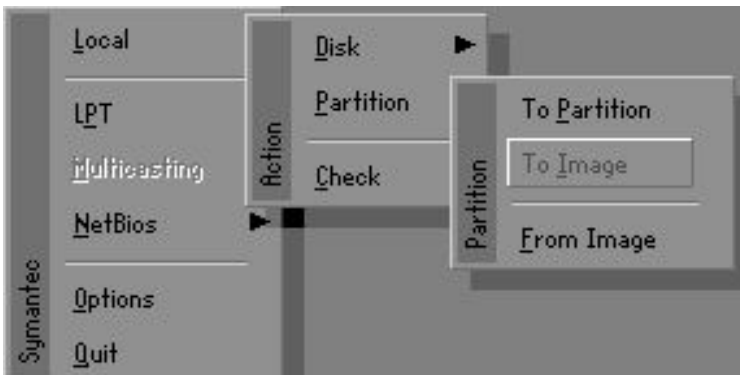 Local
LPT
Multicasting
NetBios
Options
Quit
Symantec
Disk
Partition
Check
Action
To Partition
To Image
From Image
Partition